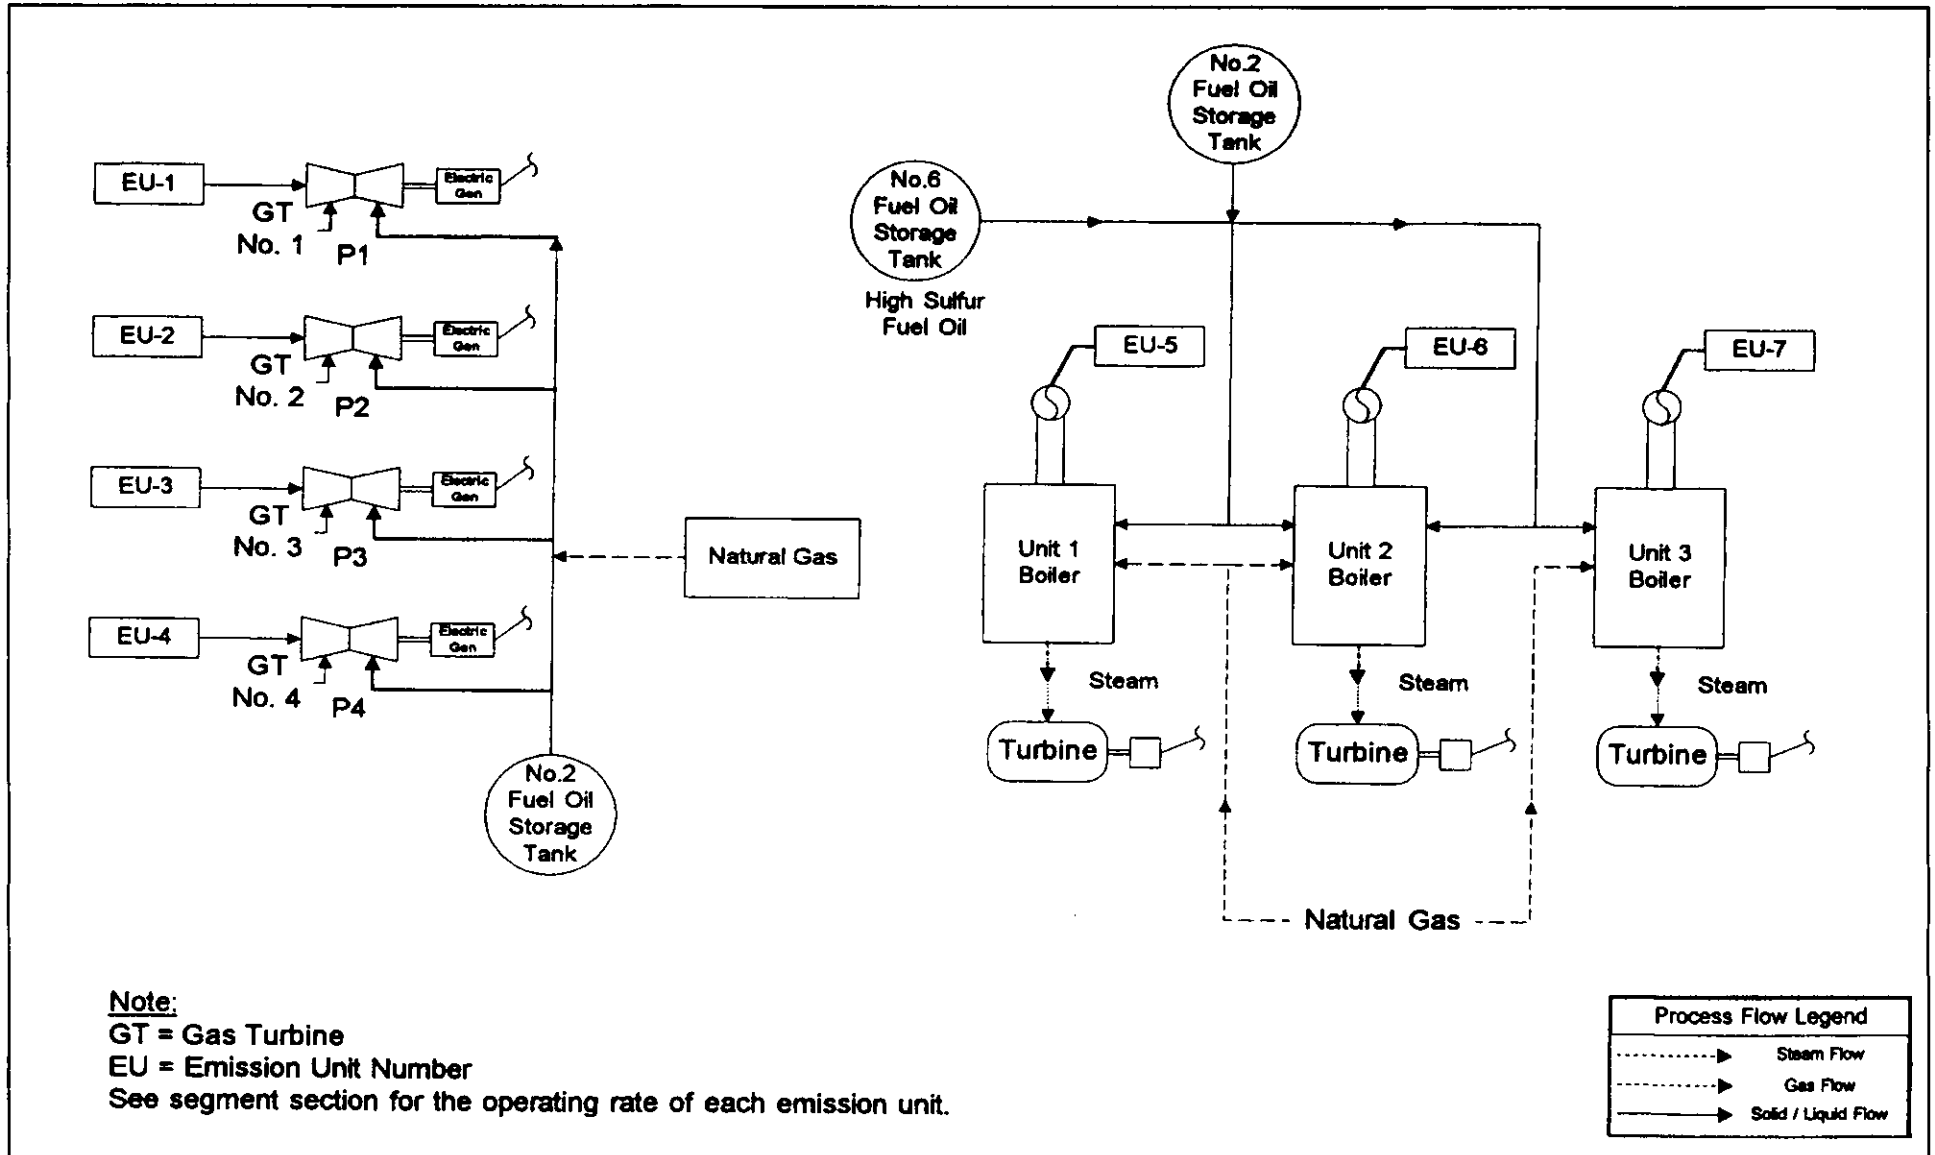 EU-1
GT
No. 1
P1
Electric
Gen
EU-2
GT
No. 2
P2
Electric
Gen
EU-3
GT
No. 3
P3
Electric
Gen
EU-4
GT
No. 4
P4
Electric
Gen
Natural Gas
No.2
Fuel Oil
Storage
Tank
No.2
Fuel Oil
Storage
Tank
No.6
Fuel Oil
Storage
Tank
High Sulfur
Fuel Oil
EU-5
EU-6
EU-7
Unit 1
Boiler
Unit 2
Boiler
Unit 3
Boiler
Steam
Steam
Steam
Turbine
Turbine
Turbine
Natural Gas
Note:
GT = Gas Turbine
EU = Emission Unit Number
See segment section for the operating rate of each emission unit.
Process Flow Legend
Steam Flow
Gas Flow
Solid / Liquid Flow